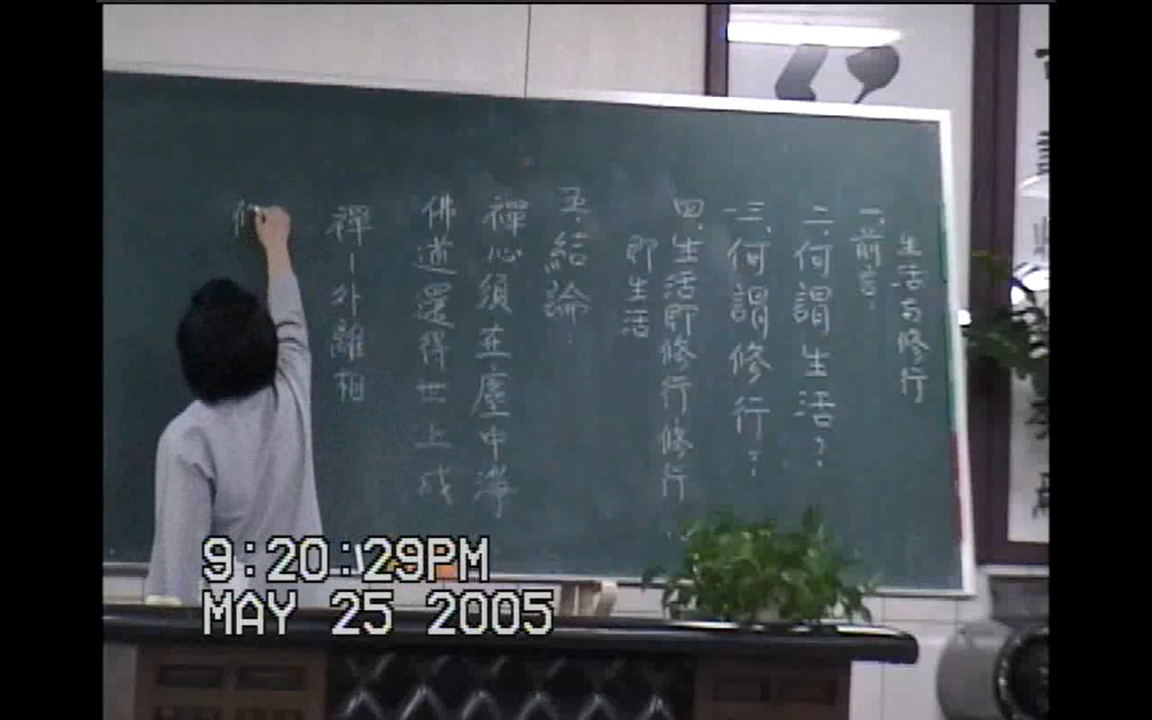 生活与修行
一、前言:
二、何謂生活?
三、何謂修行?
四、生活即修行修行
即生活
五、結論:
禪心須在塵中淨
佛道還得世上成
禪-外離相
9:20:29PM
MAY 25 2005